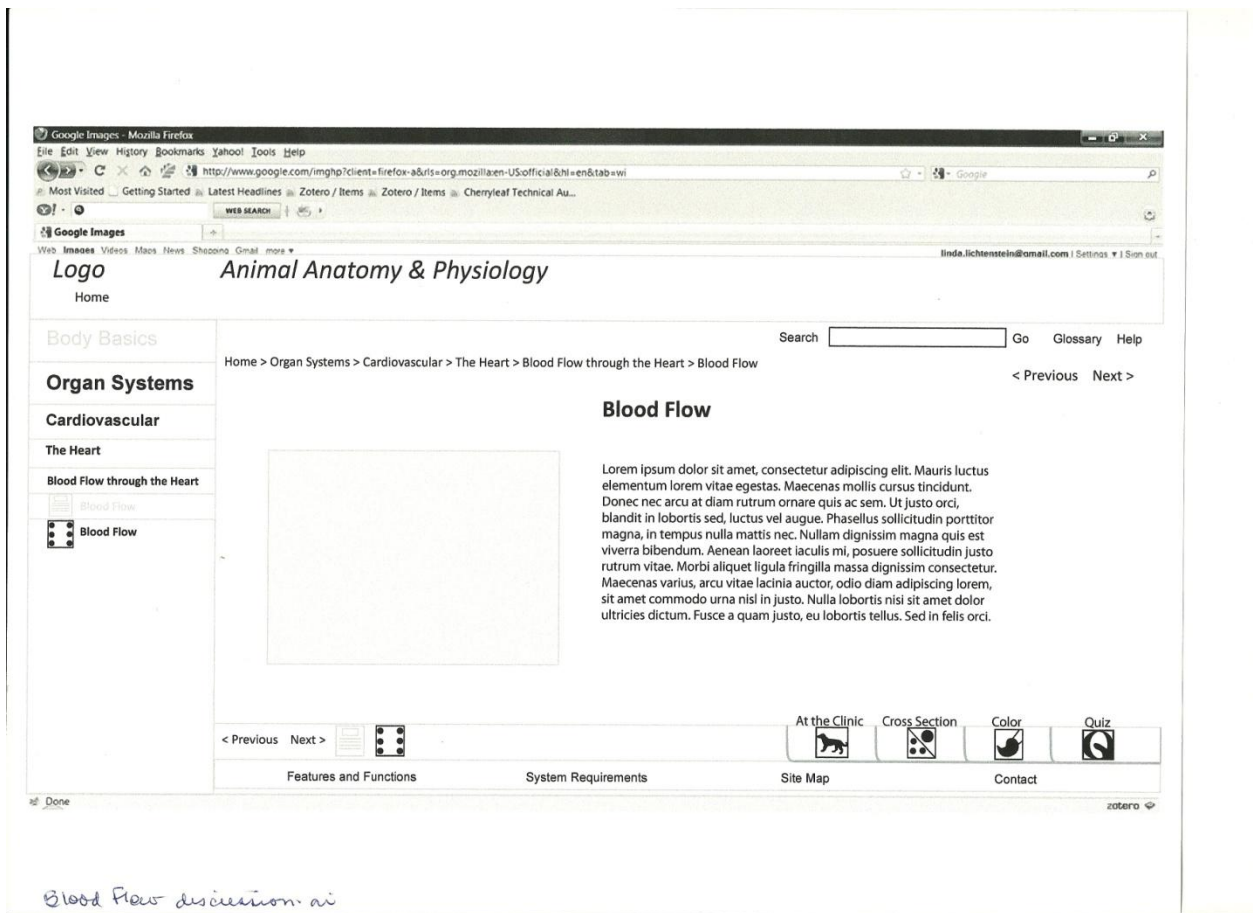 Google Images - Mozilla Firefox
File Edit View History Bookmarks Yahoo! Tools Help
http://www.google.com/imghp?client=firefox-a&rls=org.mozilla:en-US:official&hl=en&tab=wi
Google
Most Visited Getting Started Latest Headlines Zotero / Items Zotero / Items Cherryleaf Technical Au...
WEB SEARCH
Google Images
Web Images Videos Maps News Shopping Gmail more ▼
linda.lichtenstein@gmail.com | Settings ▼ | Sign out
Logo
Animal Anatomy & Physiology
Home
Body Basics
Search
Go Glossary Help
Home > Organ Systems > Cardiovascular > The Heart > Blood Flow through the Heart > Blood Flow
< Previous Next >
Organ Systems
Cardiovascular
The Heart
Blood Flow through the Heart
Blood Flow
Blood Flow
Blood Flow
Lorem ipsum dolor sit amet, consectetur adipiscing elit. Mauris luctus
elementum lorem vitae egestas. Maecenas mollis cursus tincidunt.
Donec nec arcu at diam rutrum ornare quis ac sem. Ut justo orci,
blandit in lobortis sed, luctus vel augue. Phasellus sollicitudin porttitor
magna, in tempus nulla mattis nec. Nullam dignissim magna quis est
viverra bibendum. Aenean laoreet iaculis mi, posuere sollicitudin justo
rutrum vitae. Morbi aliquet ligula fringilla massa dignissim consectetur.
Maecenas varius, arcu vitae lacinia auctor, odio diam adipiscing lorem,
sit amet commodo urna nisl in justo. Nulla lobortis nisi sit amet dolor
ultricies dictum. Fusce a quam justo, eu lobortis tellus. Sed in felis orci.
< Previous Next >
At the Clinic Cross Section Color Quiz
Features and Functions System Requirements Site Map Contact
Done
zotero
Blood Flow discussion.ai